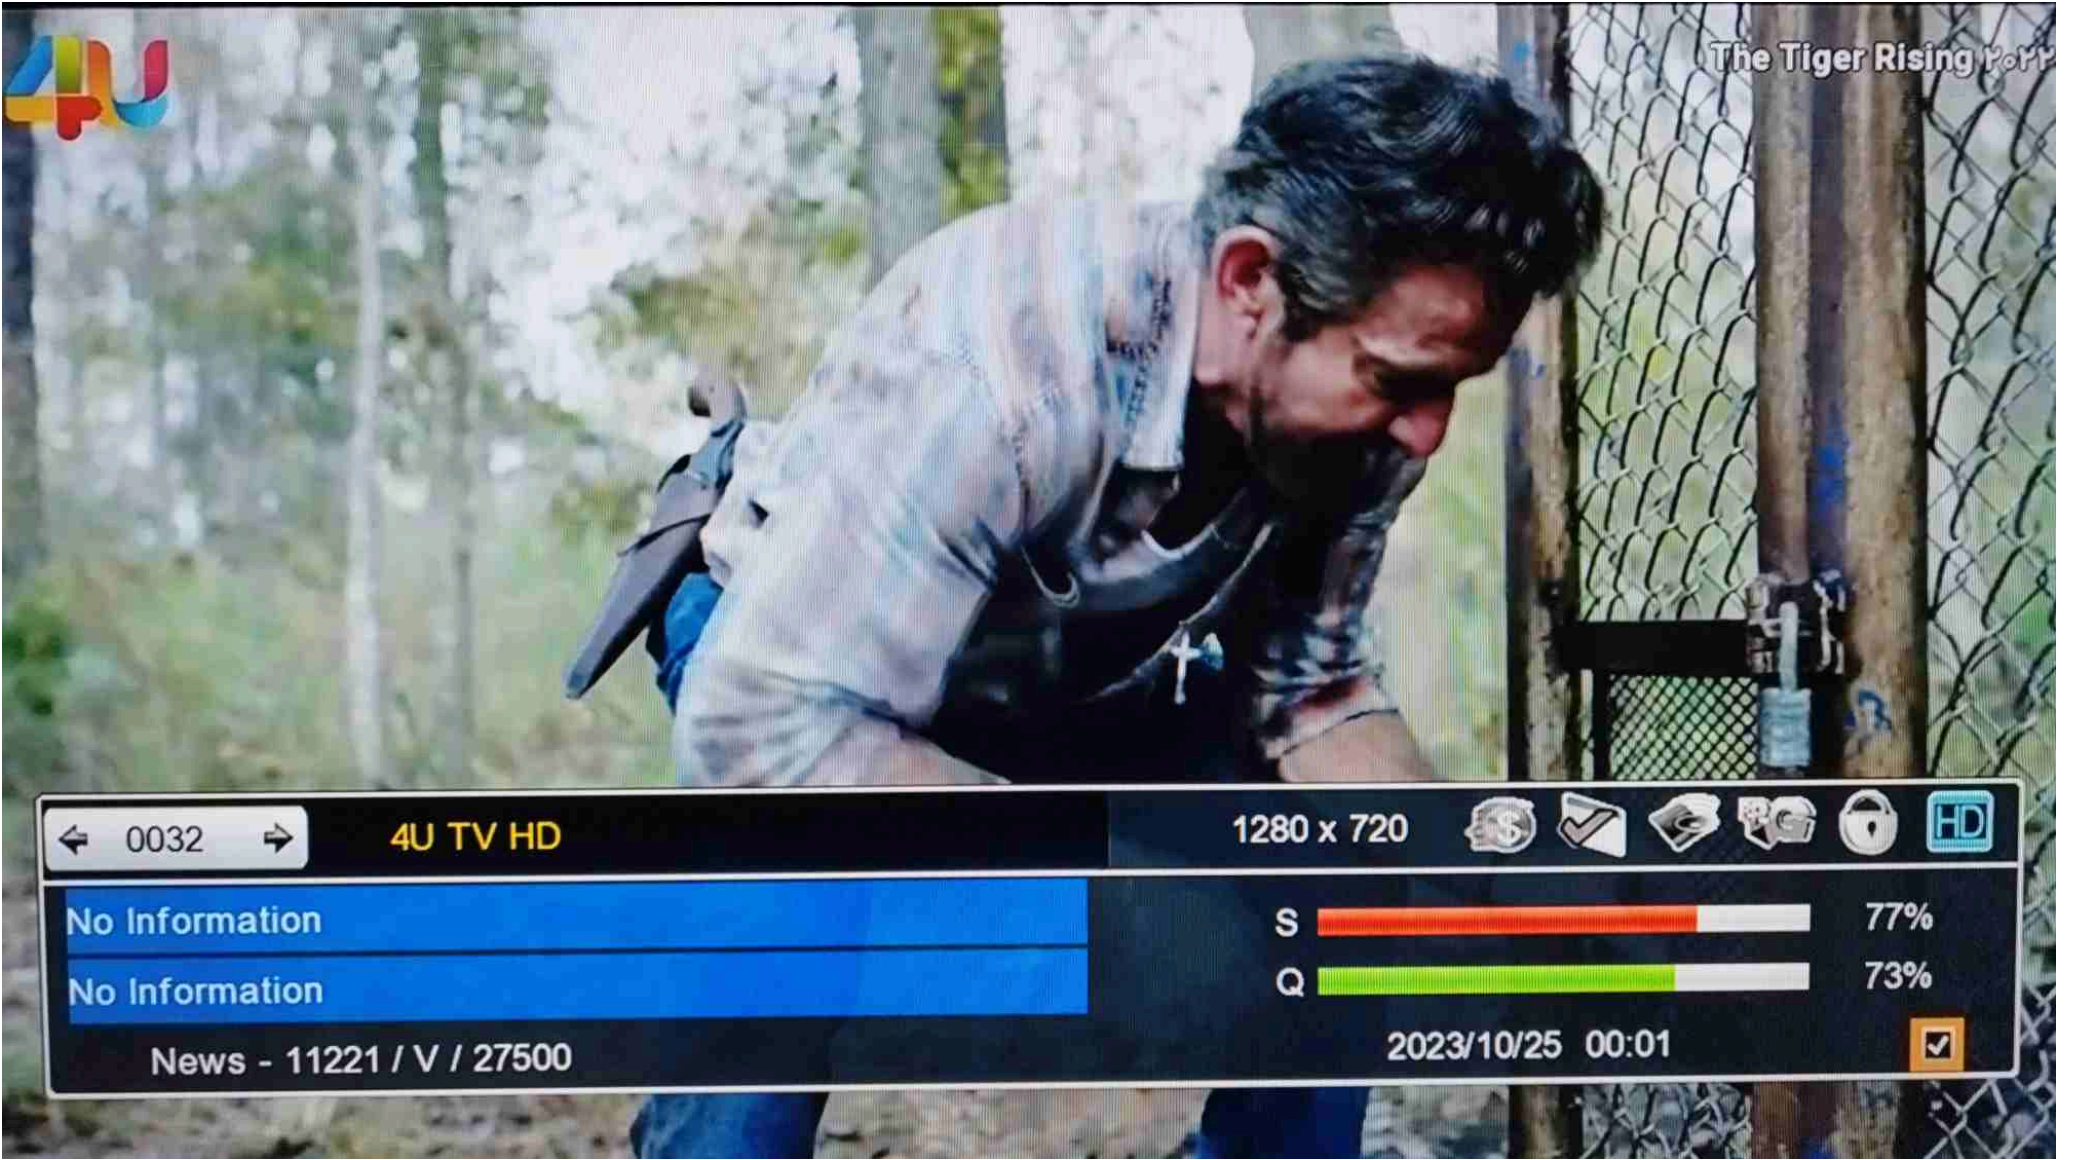 4U
The Tiger Rising ۲۰۲۲
0032
4U TV HD
1280 x 720
$
HD
No Information
S
77%
No Information
Q
73%
News - 11221 / V / 27500
2023/10/25 00:01